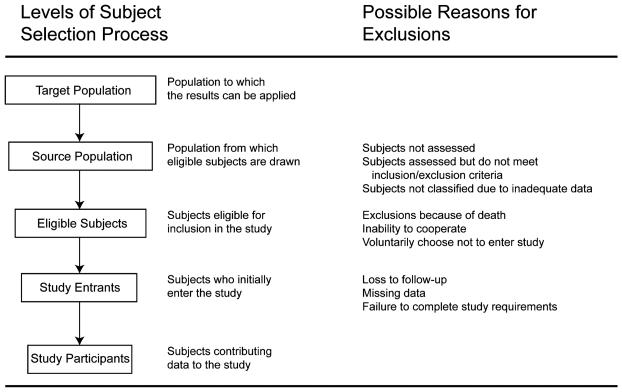 Levels of Subject
Selection Process
Possible Reasons for
Exclusions
Target Population
Population to which
the results can be applied
Source Population
Population from which
eligible subjects are drawn
Subjects not assessed
Subjects assessed but do not meet
inclusion/exclusion criteria
Subjects not classified due to inadequate data
Eligible Subjects
Subjects eligible for
inclusion in the study
Exclusions because of death
Inability to cooperate
Voluntarily choose not to enter study
Study Entrants
Subjects who initially
enter the study
Loss to follow-up
Missing data
Failure to complete study requirements
Study Participants
Subjects contributing
data to the study